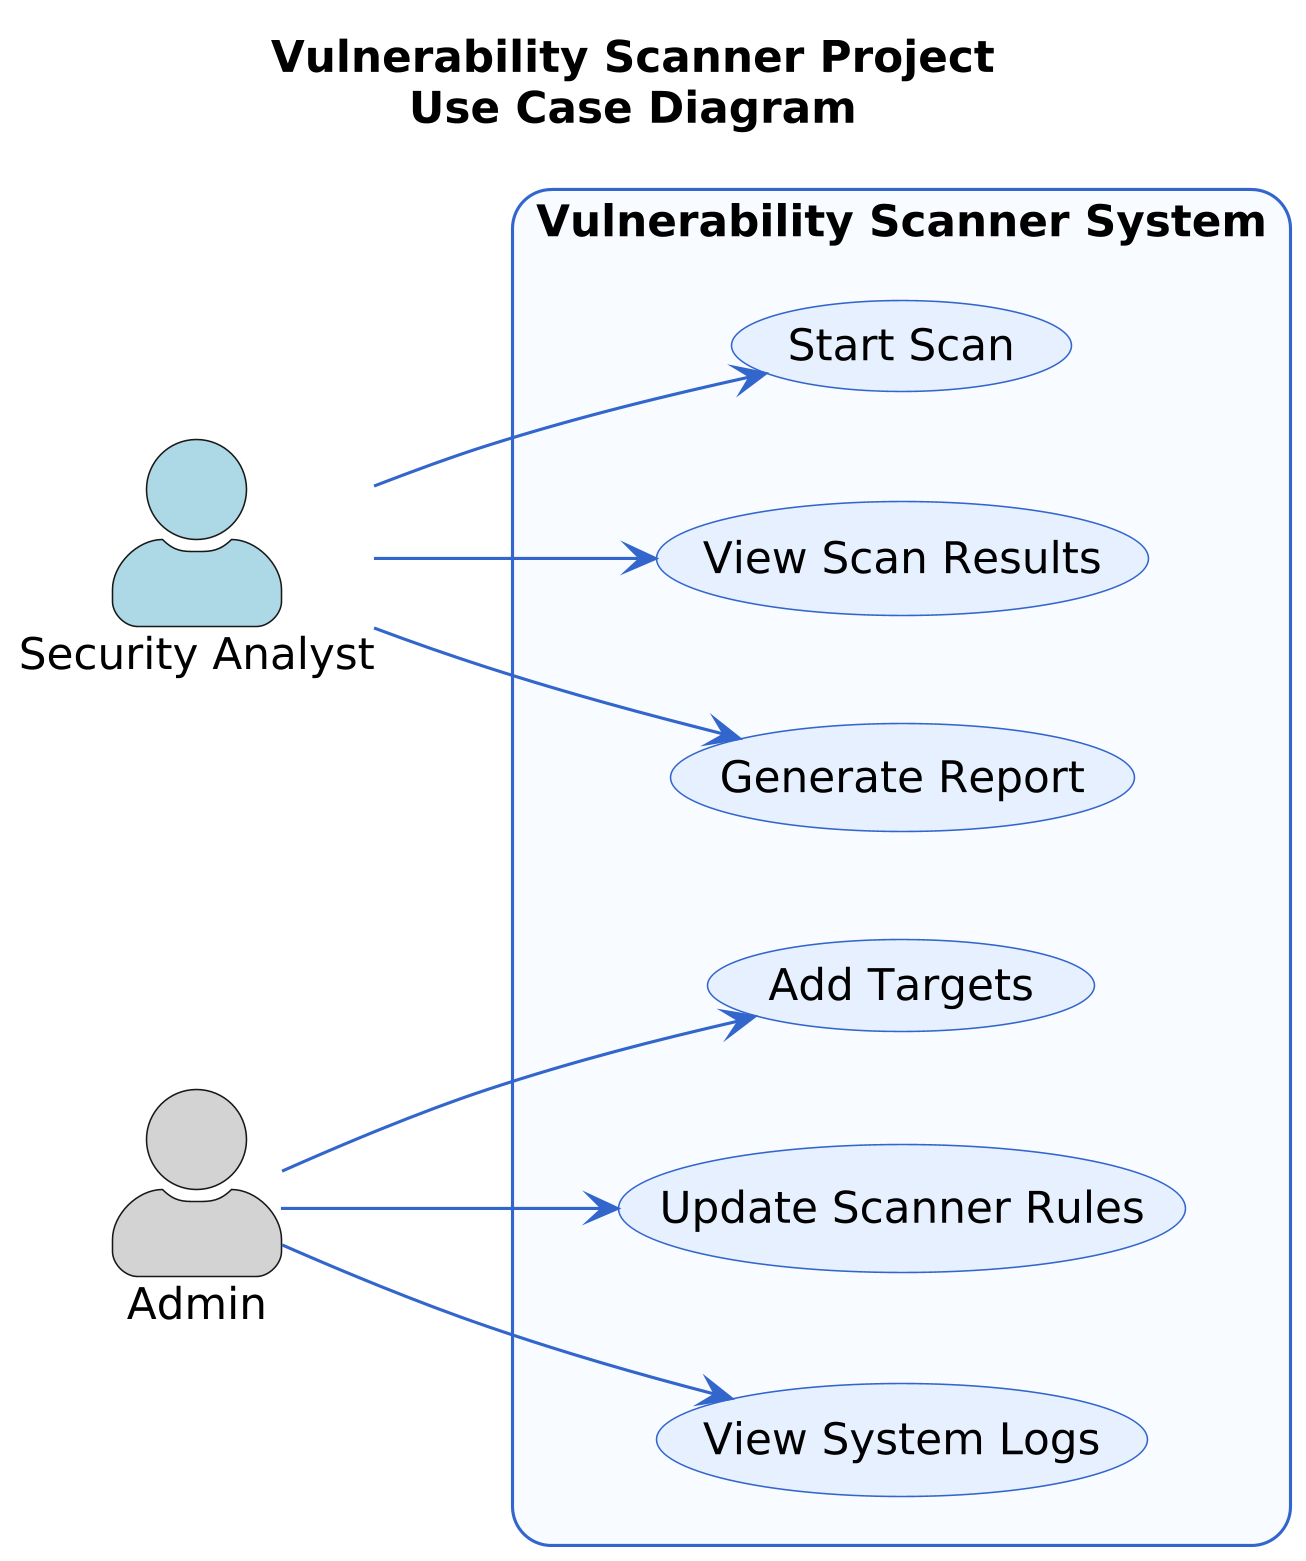 Vulnerability Scanner Project
Use Case Diagram
Vulnerability Scanner System
Start Scan
View Scan Results
Security Analyst
Generate Report
Add Targets
Update Scanner Rules
Admin
View System Logs